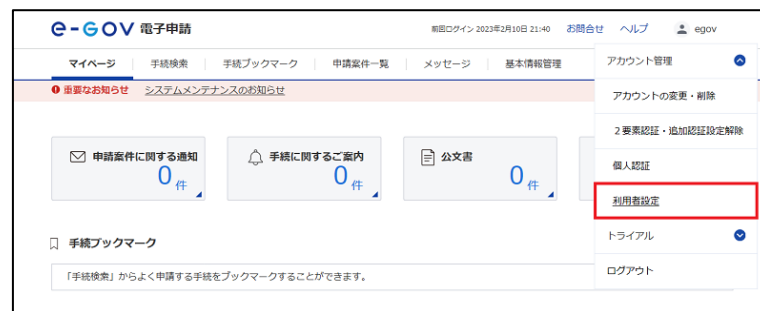 e-GOV 電子申請
前回ログイン 2023年2月10日 21:40 お問合せ ヘルプ egov
マイページ 手続検索 手続ブックマーク 申請案件一覧 メッセージ 基本情報管理
重要なお知らせ システムメンテナンスのお知らせ
申請案件に関する通知
0 件
手続に関するご案内
0 件
公文書
0 件
手続ブックマーク
「手続検索」からよく申請する手続をブックマークすることができます。
アカウント管理
アカウントの変更・削除
2要素認証・追加認証設定解除
個人認証
利用者設定
トライアル
ログアウト